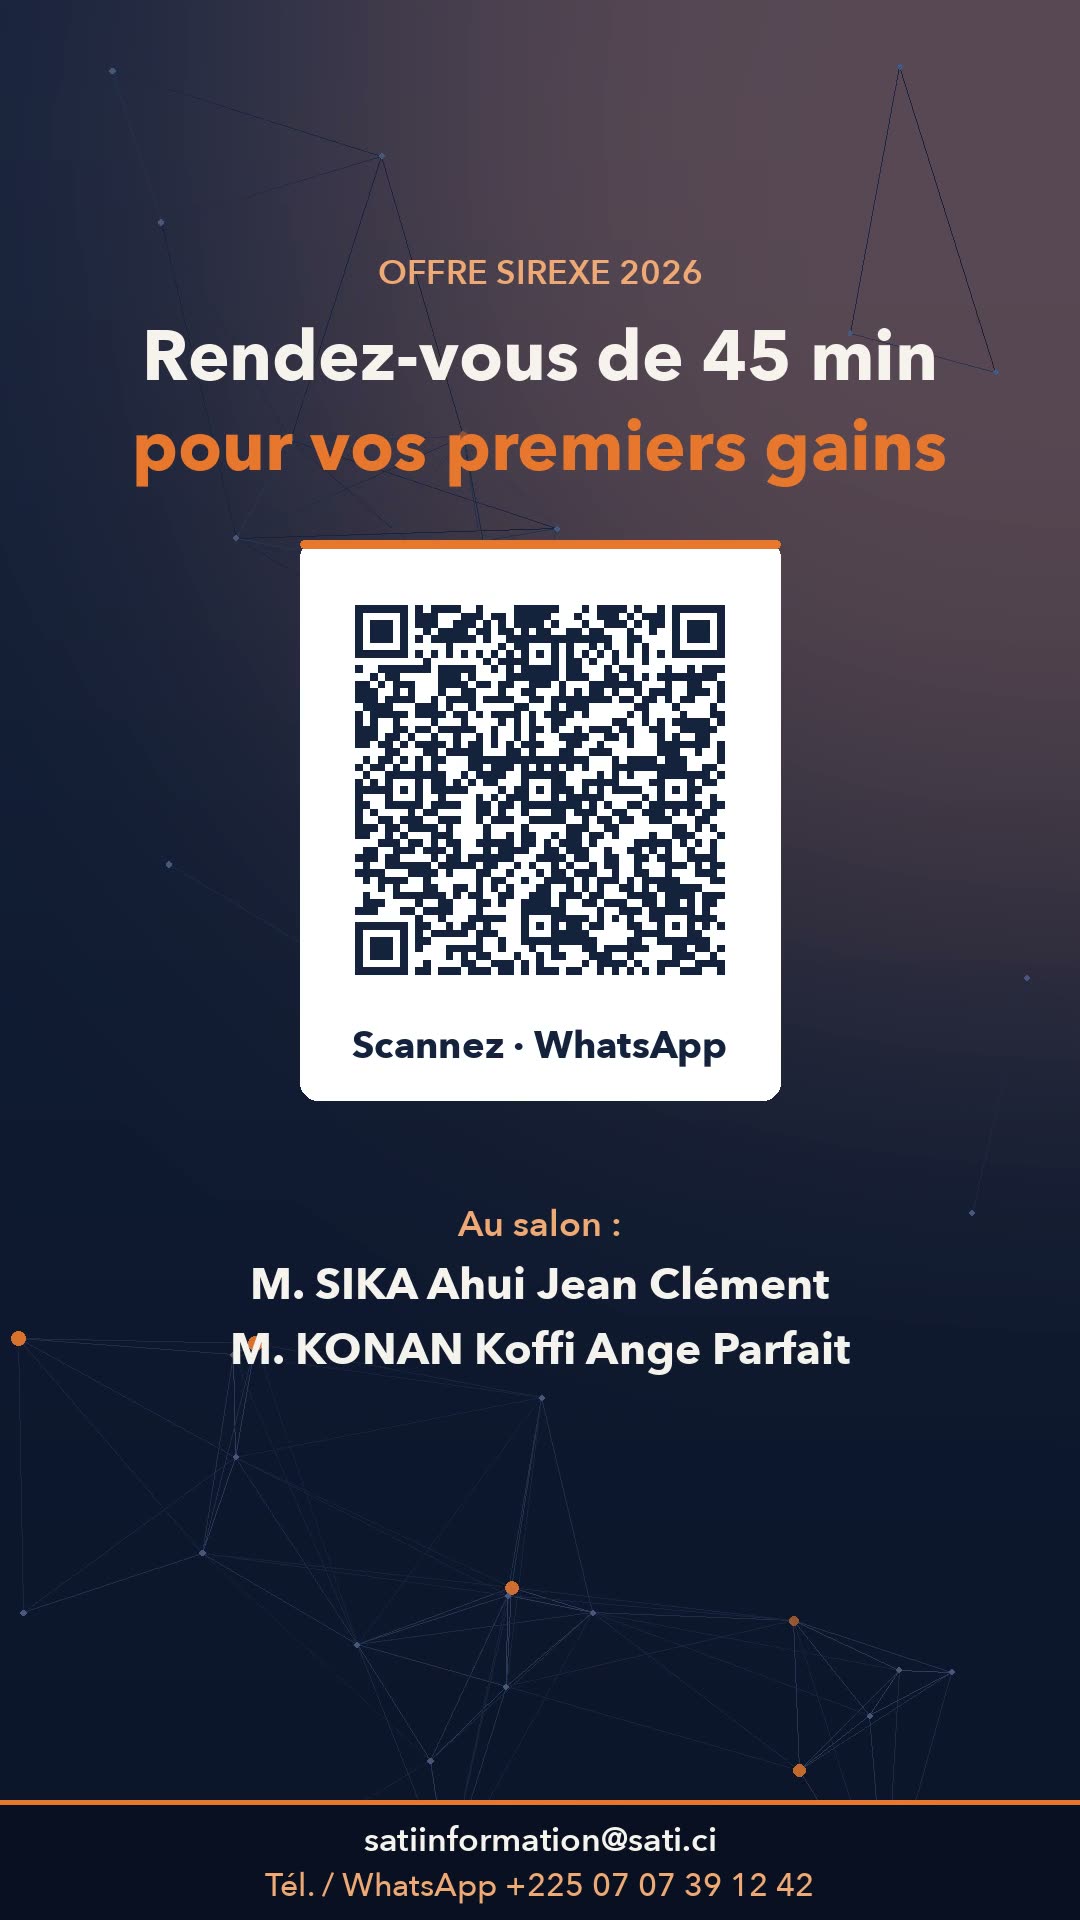 OFFRE SIREXE 2026
Rendez-vous de 45 min
pour vos premiers gains
Scannez · WhatsApp
Au salon :
M. SIKA Ahui Jean Clément
M. KONAN Koffi Ange Parfait
satiinformation@sati.ci
Tél. / WhatsApp +225 07 07 39 12 42